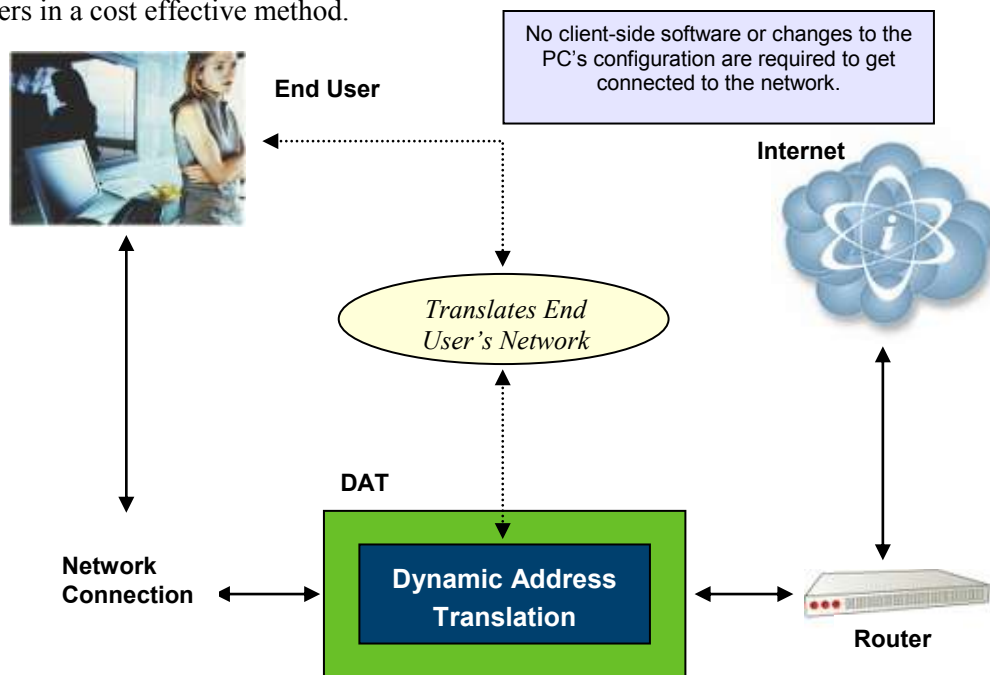 ers in a cost effective method.
No client-side software or changes to the
PC’s configuration are required to get
connected to the network.
End User
Internet
i
Translates End
User’s Network
DAT
Dynamic Address
Translation
Network
Connection
Router